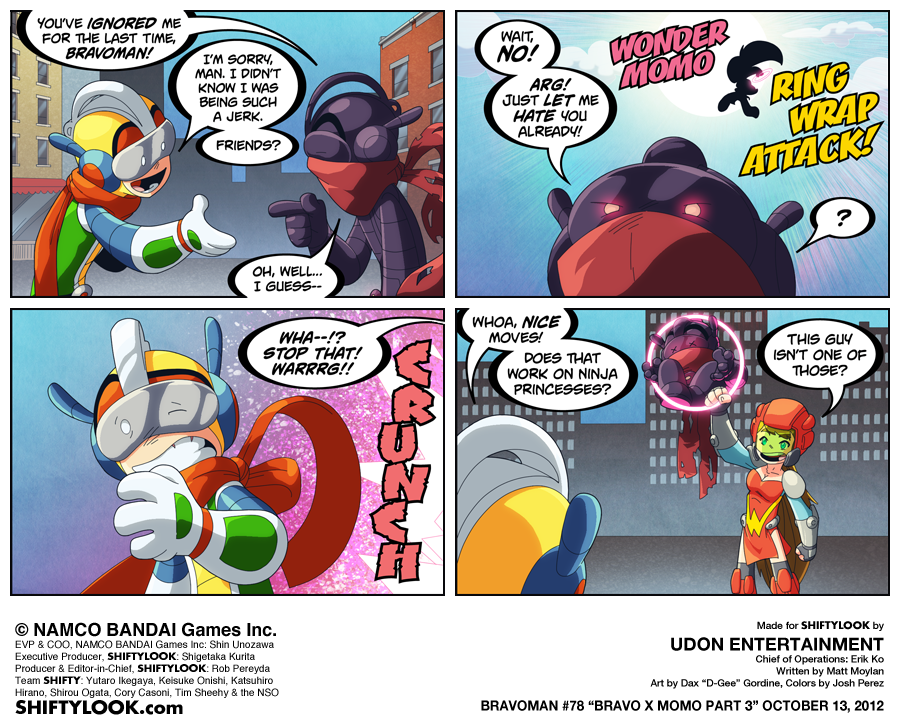 YOU'VE IGNORED ME
FOR THE LAST TIME,
BRAVOMAN!
I'M SORRY,
MAN. I DIDN'T
KNOW I WAS
BEING SUCH
A JERK.
FRIENDS?
OH, WELL...
I GUESS--
WAIT,
NO!
ARG!
JUST LET ME
HATE YOU
ALREADY!
WONDER
MOMO
RING
WRAP
ATTACK!
?
WHA--!?
STOP THAT!
WARRRG!!
CRUNCH
WHOA, NICE
MOVES!
DOES THAT
WORK ON NINJA
PRINCESSES?
THIS GUY
ISN'T ONE OF
THOSE?
W
© NAMCO BANDAI Games Inc.
EVP & COO, NAMCO BANDAI Games Inc: Shin Unozawa
Executive Producer, SHIFTYLOOK: Shigetaka Kurita
Producer & Editor-in-Chief, SHIFTYLOOK: Rob Pereyda
Team SHIFTY: Yutaro Ikegaya, Keisuke Onishi, Katsuhiro
Hirano, Shirou Ogata, Cory Casoni, Tim Sheehy & the NSO
SHIFTYLOOK.com
Made for SHIFTYLOOK by
UDON ENTERTAINMENT
Chief of Operations: Erik Ko
Written by Matt Moylan
Art by Dax "D-Gee" Gordine, Colors by Josh Perez
BRAVOMAN #78 "BRAVO X MOMO PART 3" OCTOBER 13, 2012